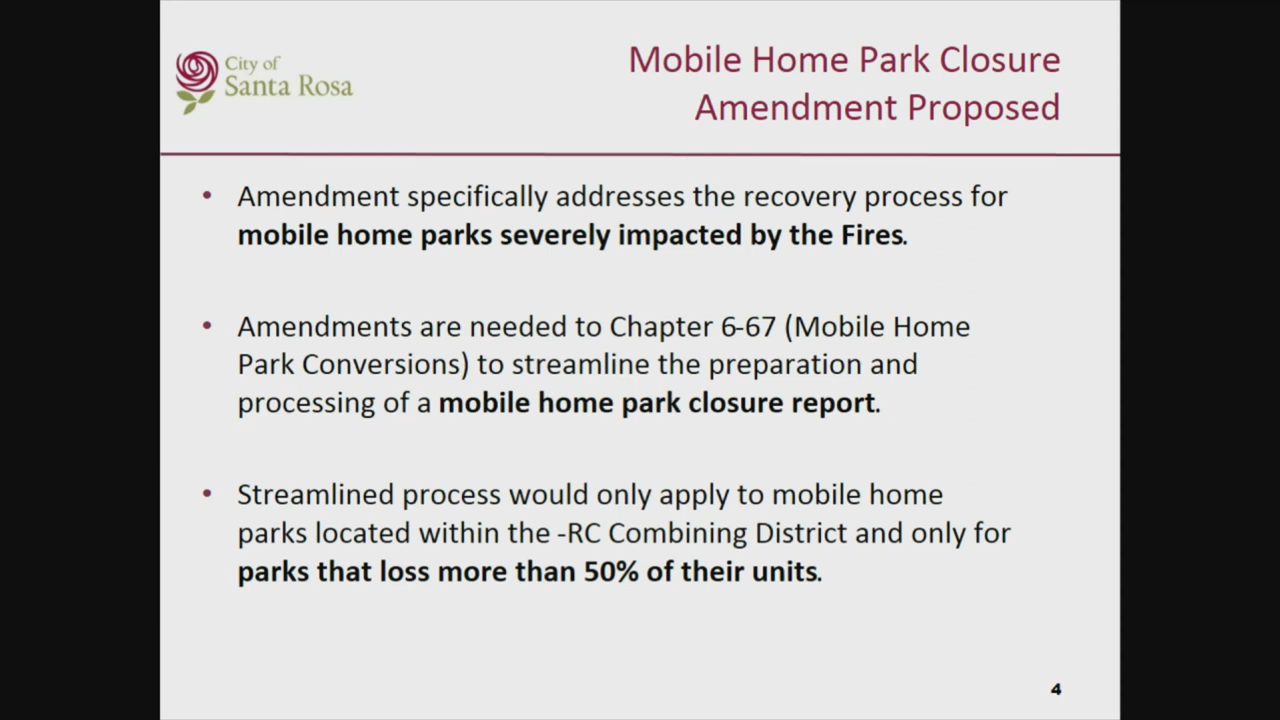 City of
Santa Rosa
Mobile Home Park Closure
Amendment Proposed
• Amendment specifically addresses the recovery process for
mobile home parks severely impacted by the Fires.
• Amendments are needed to Chapter 6-67 (Mobile Home
Park Conversions) to streamline the preparation and
processing of a mobile home park closure report.
• Streamlined process would only apply to mobile home
parks located within the -RC Combining District and only for
parks that loss more than 50% of their units.
4